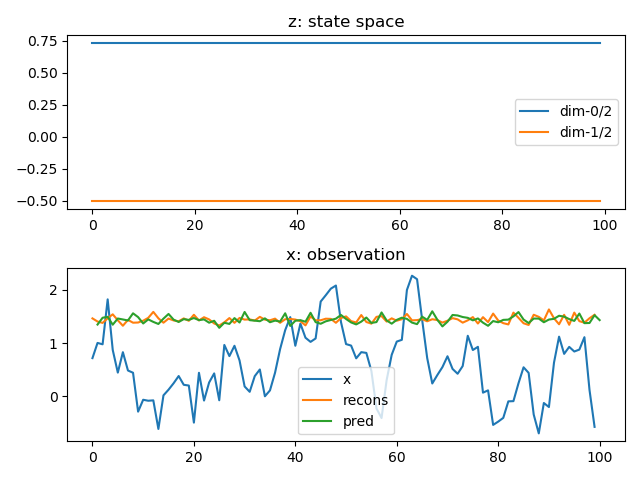 z: state space
0.75
0.50
0.25
0.00
−0.25
−0.50
dim-0/2
dim-1/2
0 20 40 60 80 100
x: observation
2
1
0
x
recons
pred
0 20 40 60 80 100